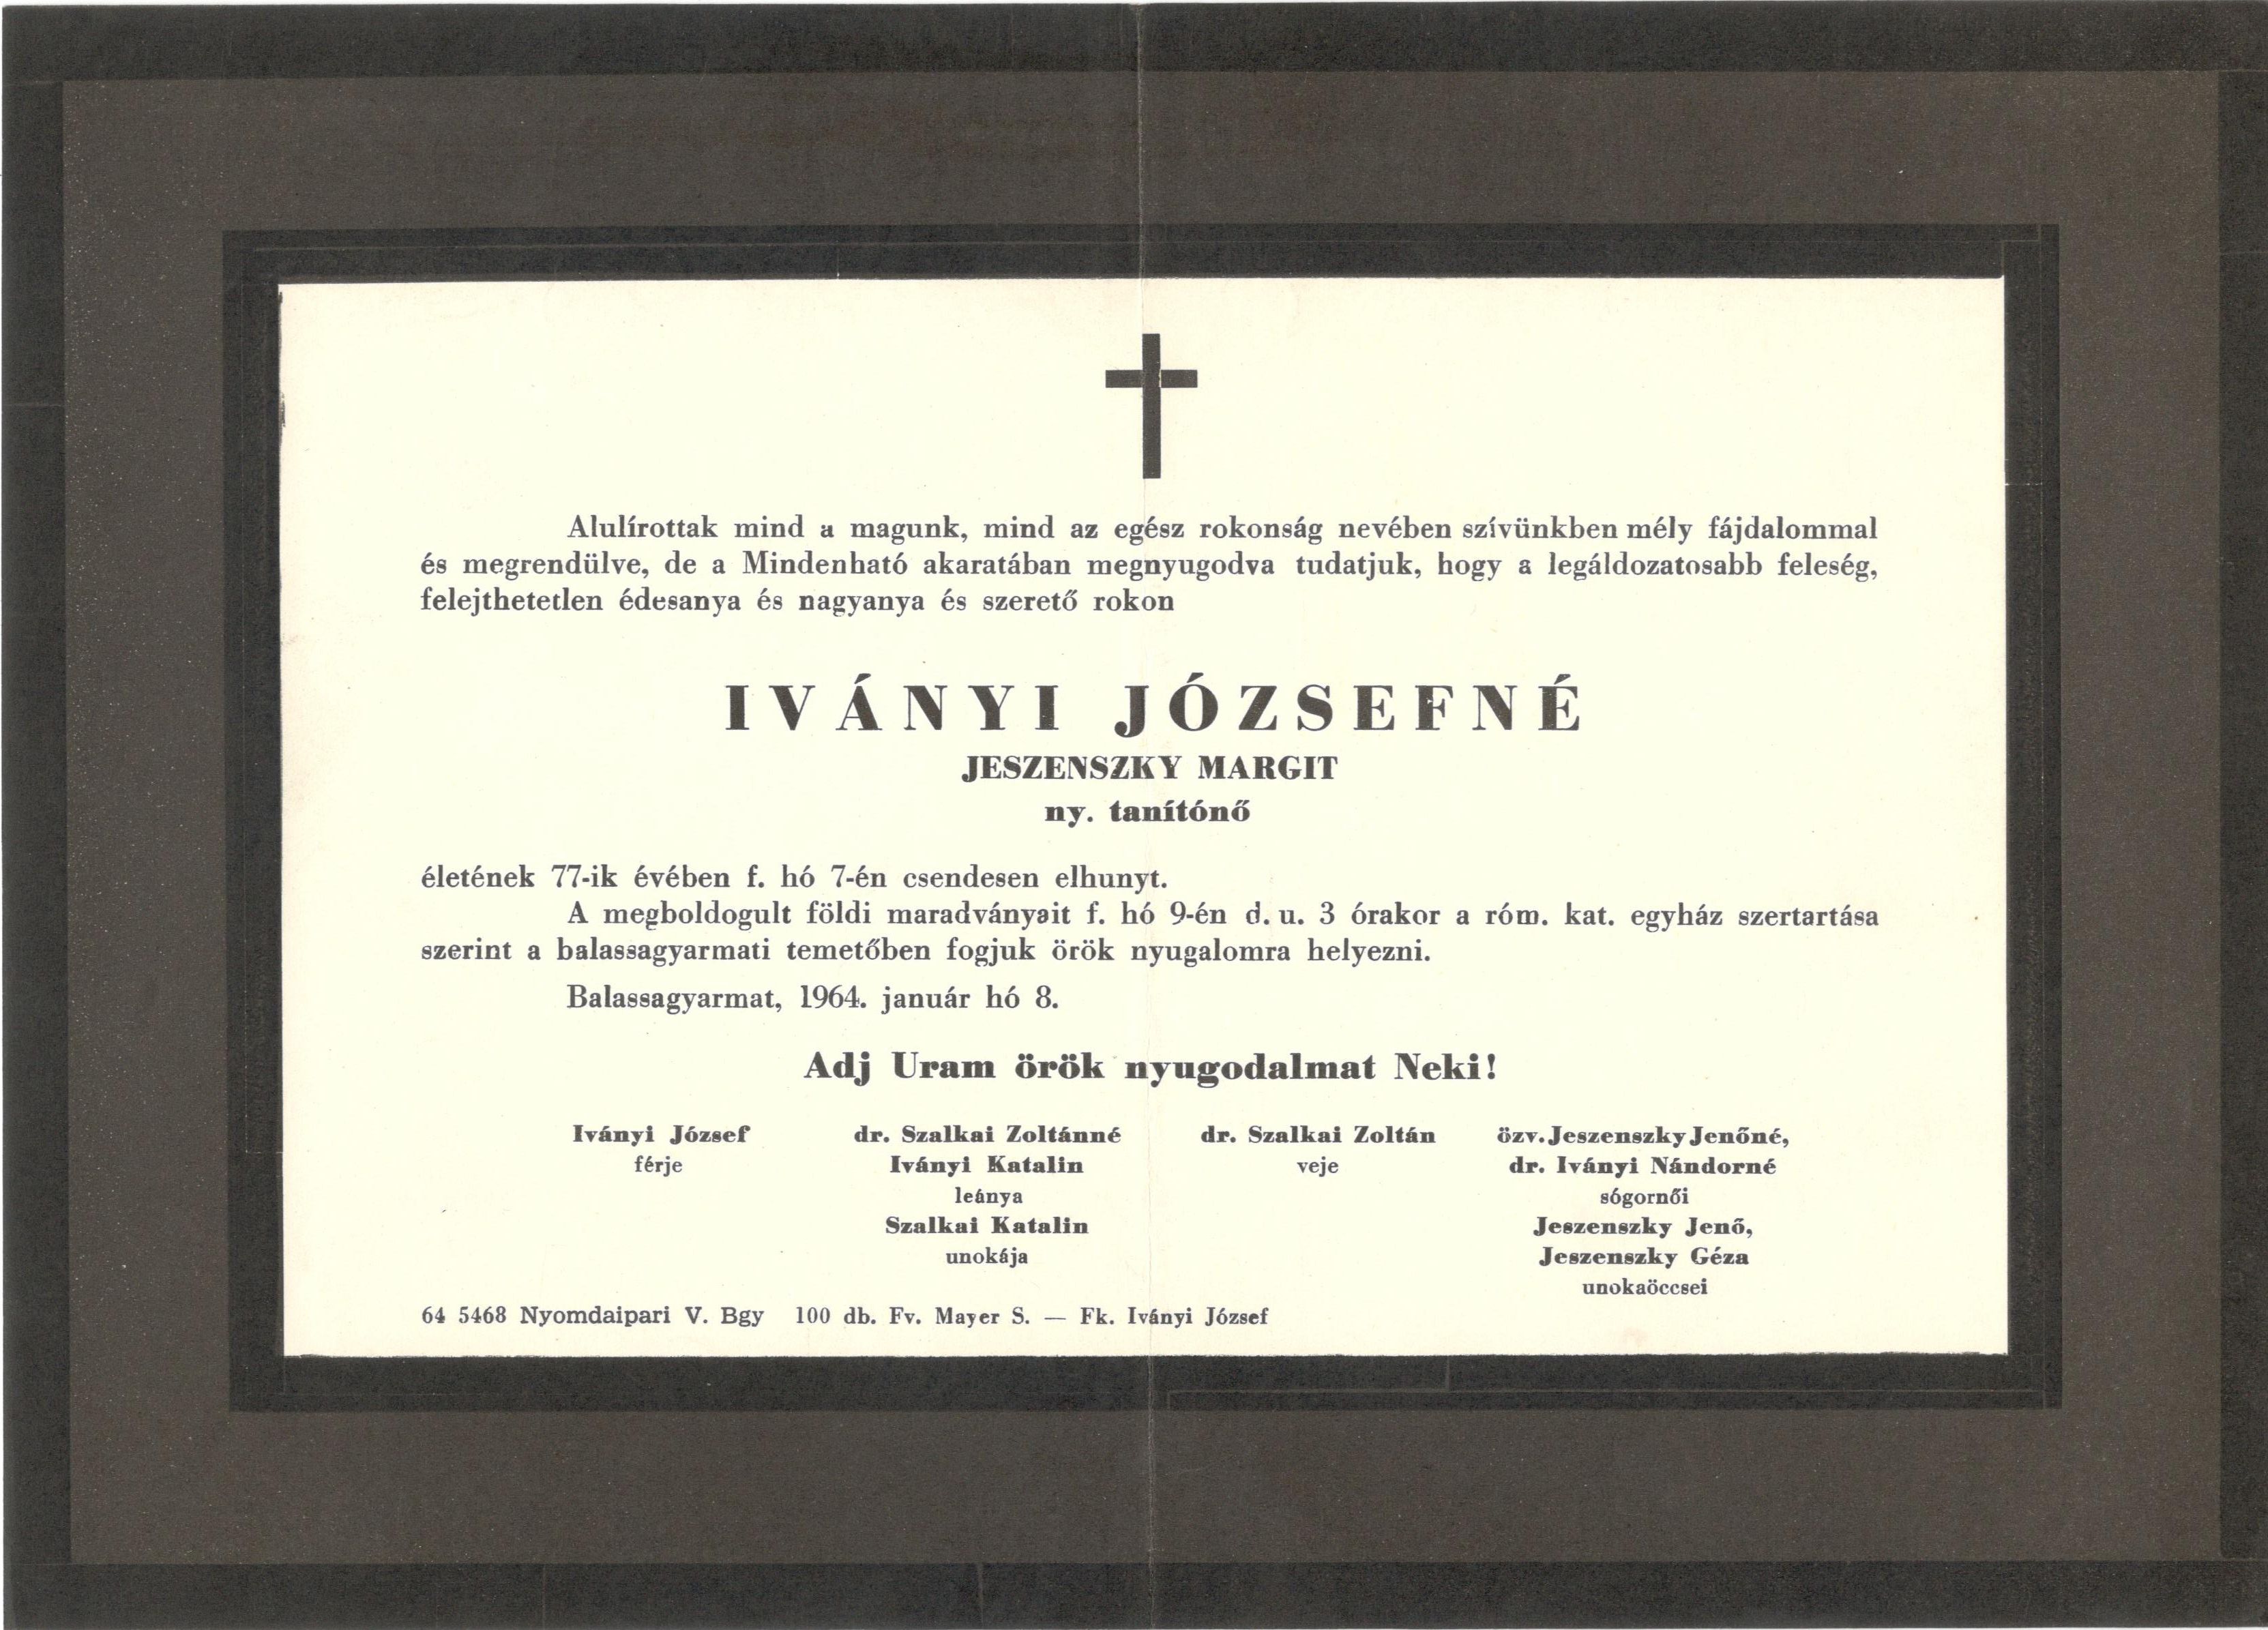 Alulírottak mind a magunk, mind az egész rokonság nevében szívünkben mély fájdalommal
és megrendülve, de a Mindenható akaratában megnyugodva tudatjuk, hogy a legáldozatosabb feleség,
felejthetetlen édesanya és nagyanya és szerető rokon
IVÁNYI JÓZSEFNÉ
JESZENSZKY MARGIT
ny. tanítónő
életének 77-ik évében f. hó 7-én csendesen elhunyt.
A megboldogult földi maradványait f. hó 9-én d. u. 3 órakor a róm. kat. egyház szertartása
szerint a balassagyarmati temetőben fogjuk örök nyugalomra helyezni.
Balassagyarmat, 1964. január hó 8.
Adj Uram örök nyugodalmat Neki!
Iványi József
férje
dr. Szalkai Zoltánné
Iványi Katalin
leánya
Szalkai Katalin
unokája
dr. Szalkai Zoltán
veje
özv. Jeszenszky Jenőné,
dr. Iványi Nándorné
sógornői
Jeszenszky Jenő,
Jeszenszky Géza
unokaöccsei
64 5468 Nyomdaipari V. Bgy 100 db. Fv. Mayer S. — Fk. Iványi József